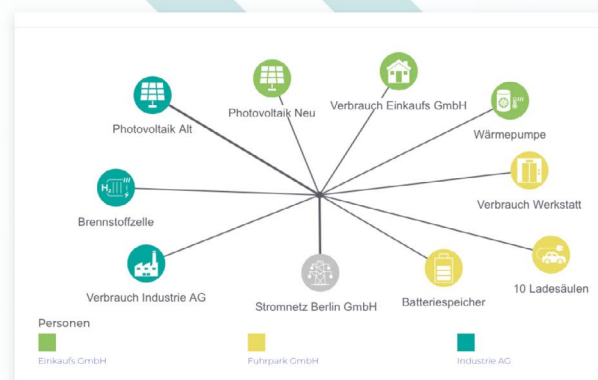 Verbrauch Einkaufs GmbH
Photovoltaik Neu
Photovoltaik Alt
Wärmepumpe
H₂
Verbrauch Werkstatt
Brennstoffzelle
10 Ladesäulen
Verbrauch Industrie AG
Stromnetz Berlin GmbH
Batteriespeicher
Personen
Einkaufs GmbH
Fuhrpark GmbH
Industrie AG